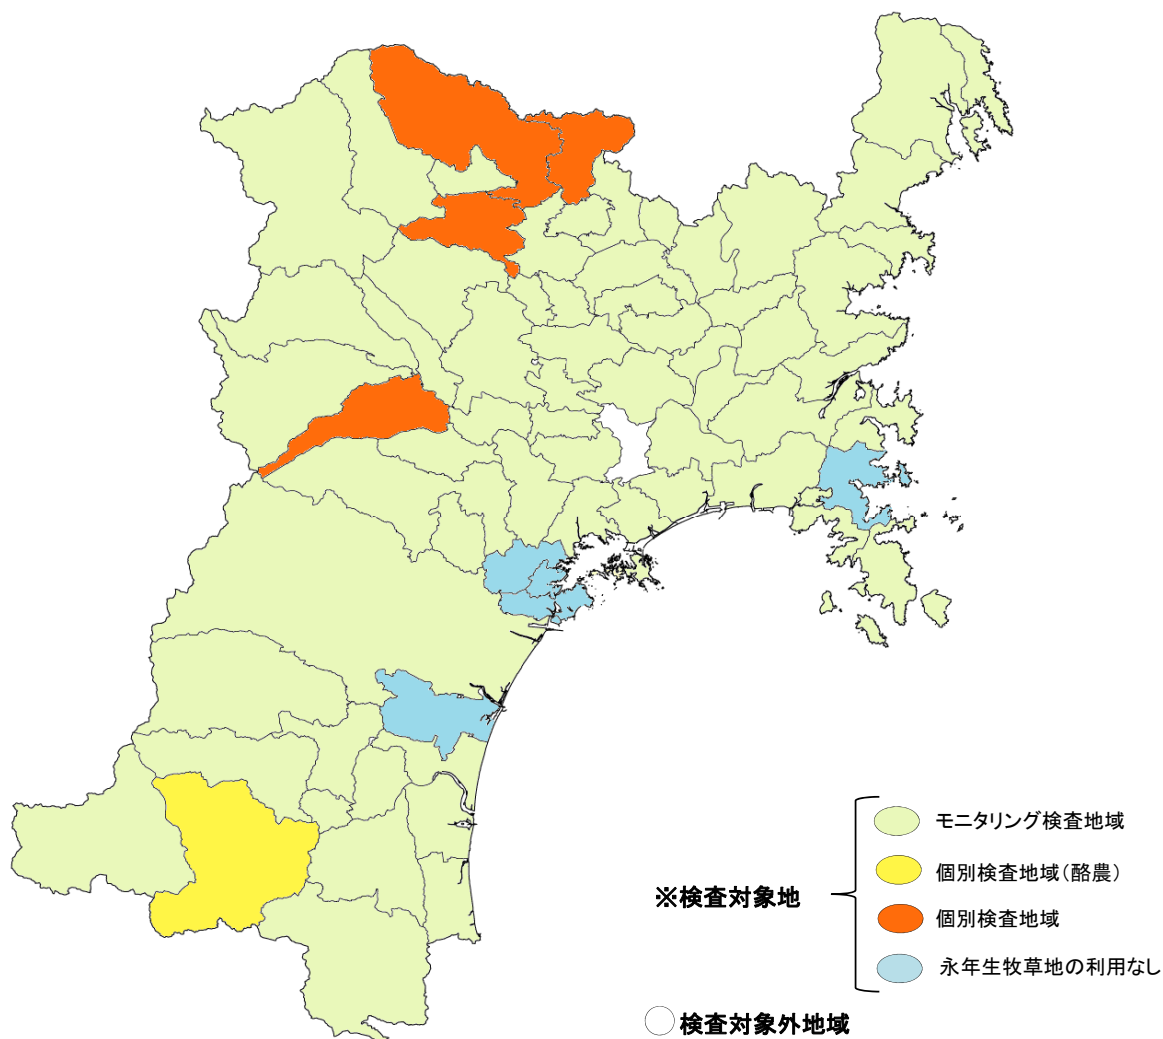 モニタリング検査地域
個別検査地域(酪農)
※検査対象地
個別検査地域
永年生牧草地の利用なし
検査対象外地域